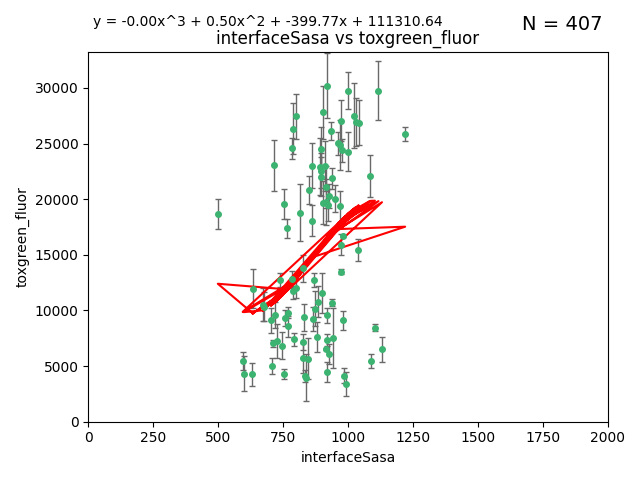 y = -0.00x^3 + 0.50x^2 + -399.77x + 111310.64
N = 407
interfaceSasa vs toxgreen_fluor
30000
25000
20000
15000
10000
5000
0
toxgreen_fluor
0 250 500 750 1000 1250 1500 1750 2000
interfaceSasa